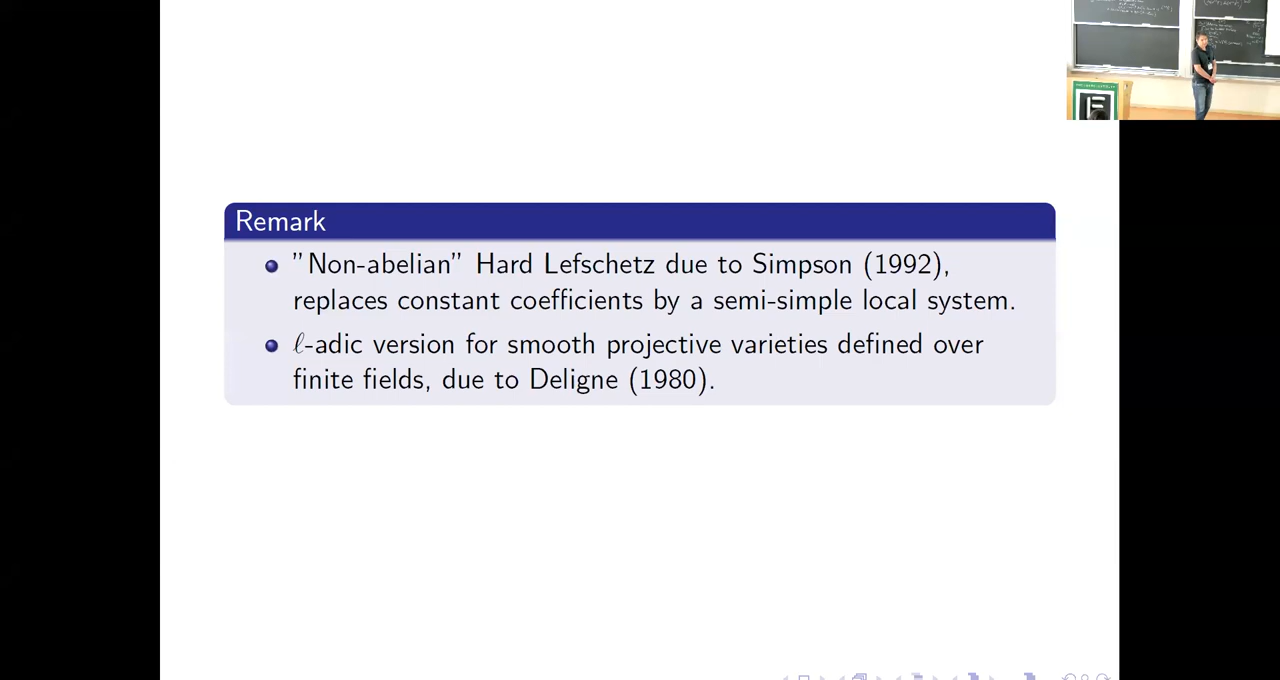 Remark
"Non-abelian" Hard Lefschetz due to Simpson (1992),
replaces constant coefficients by a semi-simple local system.
ℓ-adic version for smooth projective varieties defined over
finite fields, due to Deligne (1980).